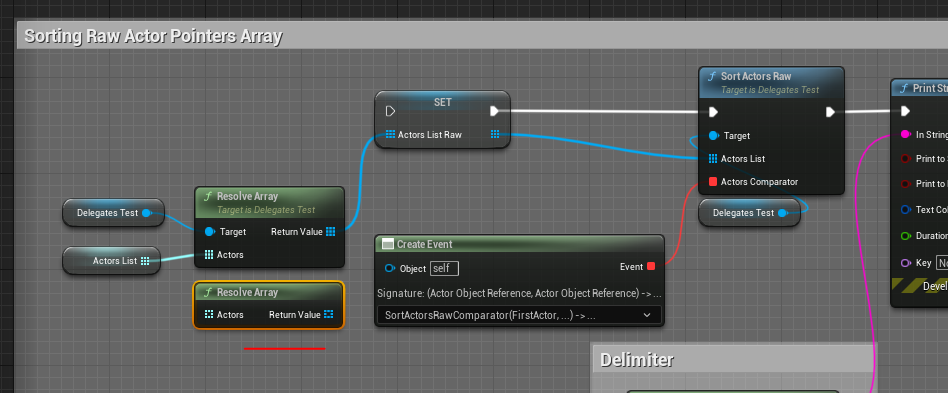 Sorting Raw Actor Pointers Array
SET
Actors List Raw
Sort Actors Raw
Target is Delegates Test
Target
Actors List
Actors Comparator
Delegates Test
Print Str
In String
Print to
Print to
Text Col
Duration
Key
No
Devel
Delegates Test
Actors List
Resolve Array
Target is Delegates Test
Target
Return Value
Actors
Resolve Array
Actors
Return Value
Create Event
Object
self
Event
Signature: (Actor Object Reference, Actor Object Reference) ->...
SortActorsRawComparator(FirstActor, ...) ->...
Delimiter